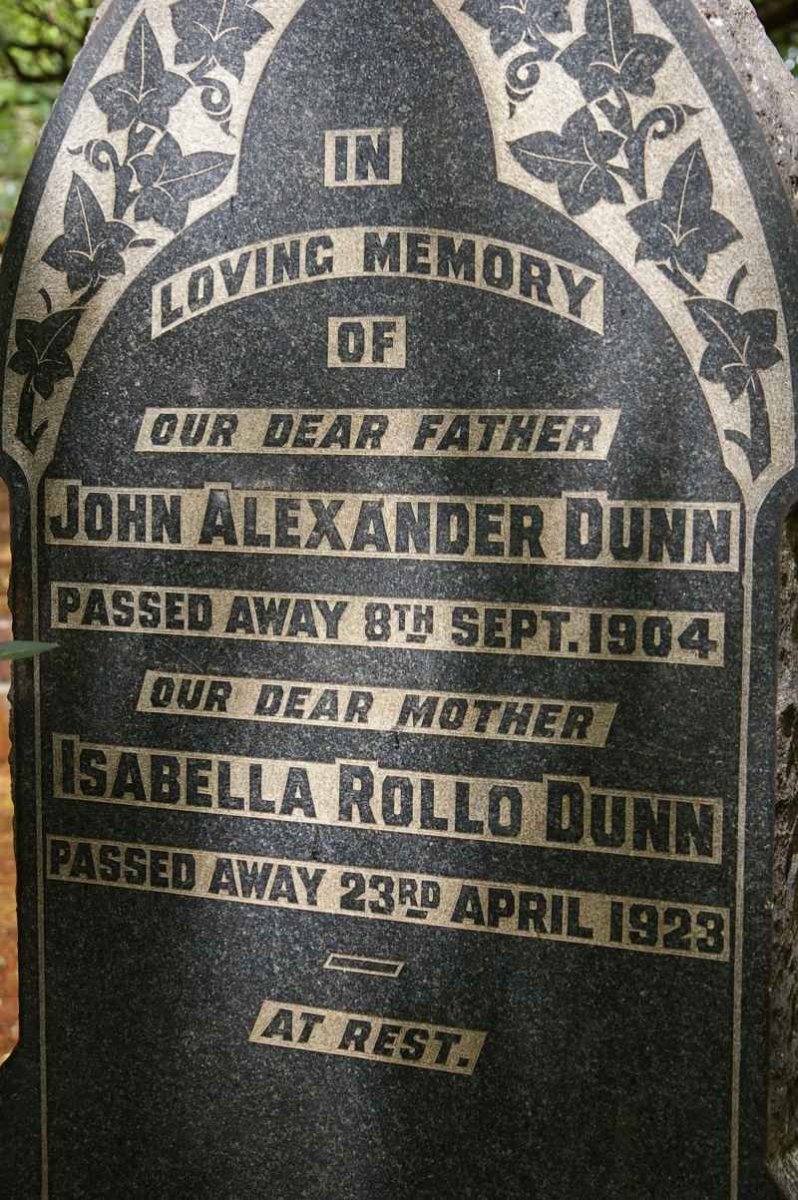 IN
LOVING MEMORY
OF
OUR DEAR FATHER
JOHN ALEXANDER DUNN
PASSED AWAY 8TH SEPT. 1904
OUR DEAR MOTHER
ISABELLA ROLLO DUNN
PASSED AWAY 23RD APRIL 1923
AT REST.